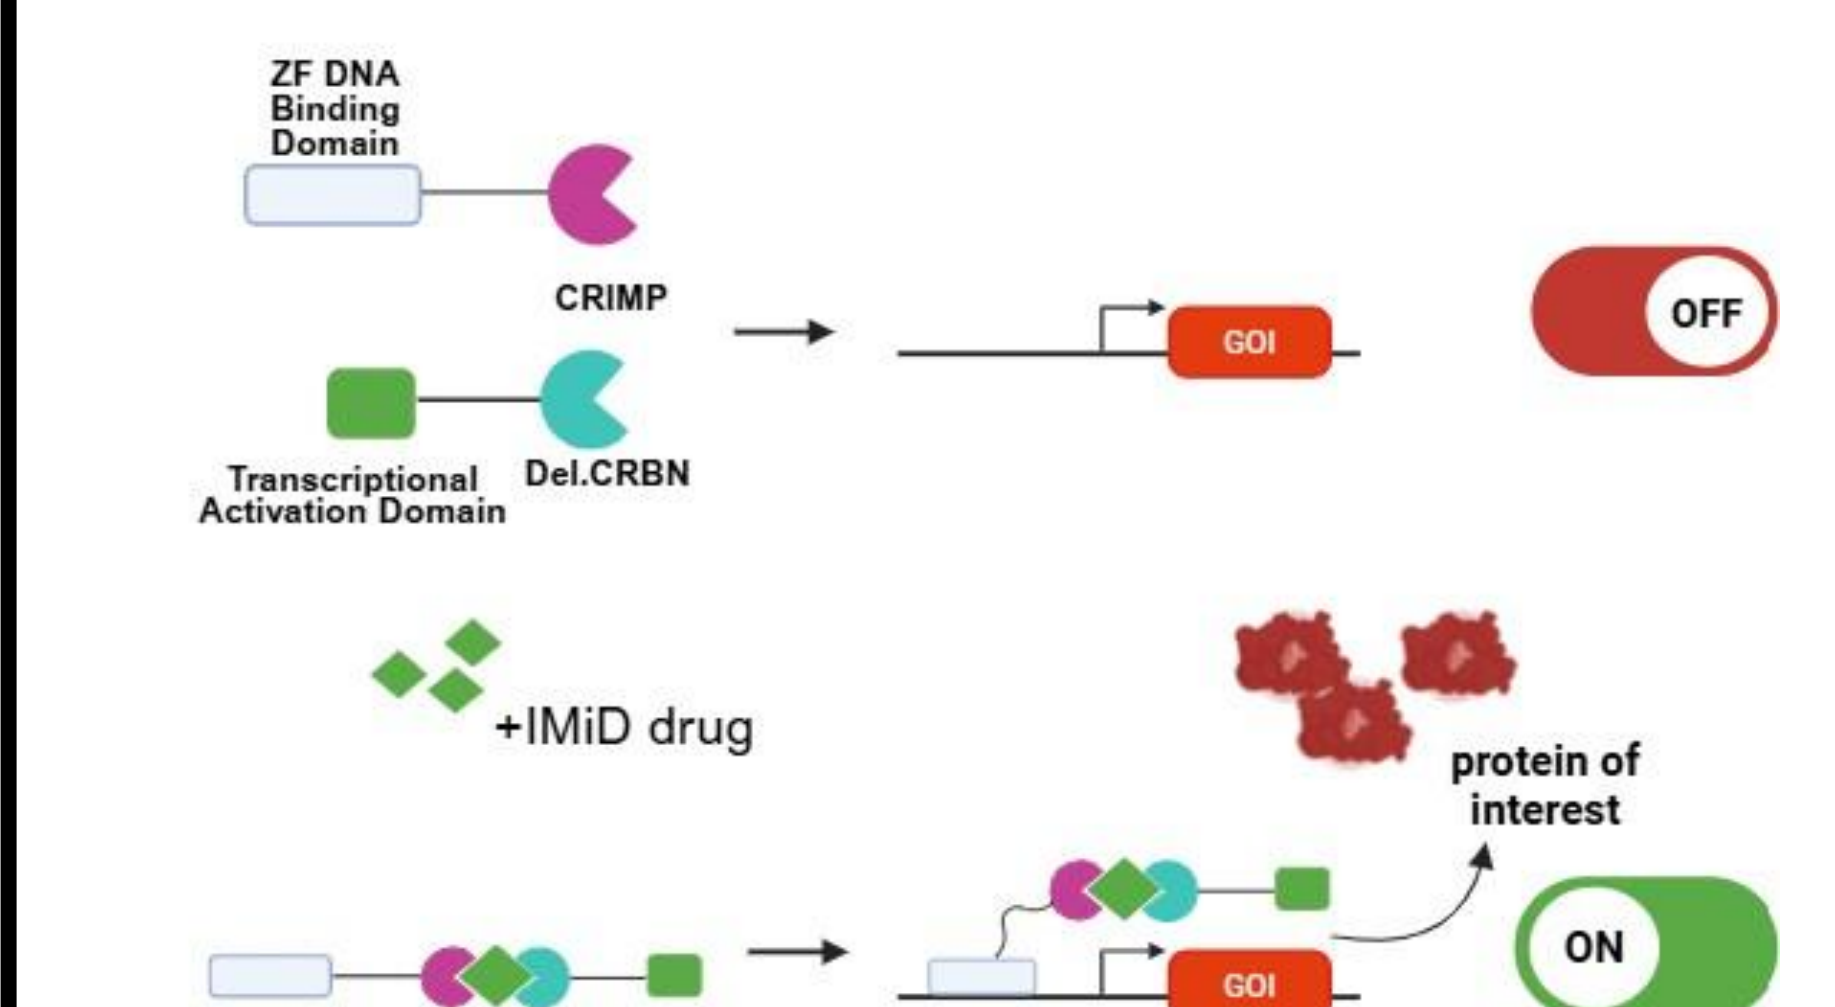 ZF DNA
Binding
Domain
CRIMP
GOI
OFF
Del.CRBN
Transcriptional
Activation Domain
+IMiD drug
protein of
interest
ON
GOI